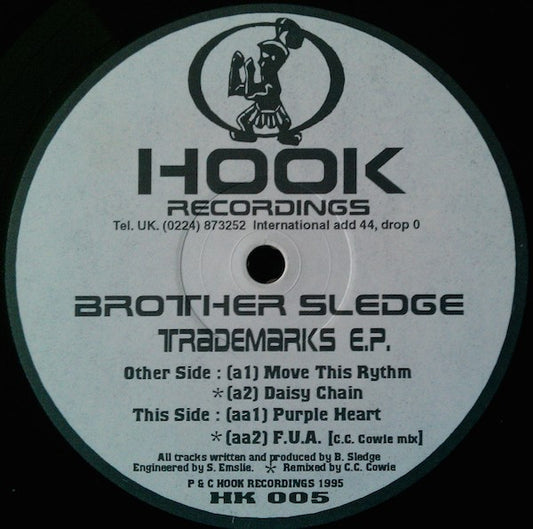 HOOK
RECORDINGS
Tel. UK. (0224) 873252 International add 44, drop 0
BROTHER SLEDGE
TRADEMARKS E.P.
Other Side : (a1) Move This Rythm
* (a2) Daisy Chain
This Side : (aa1) Purple Heart
* (aa2) F.U.A. [C.C. Cowie mix]
All tracks written and produced by B. Sledge
Engineered by S. Emslie. * Remixed by C.C. Cowie
P & C HOOK RECORDINGS 1995
HK 005